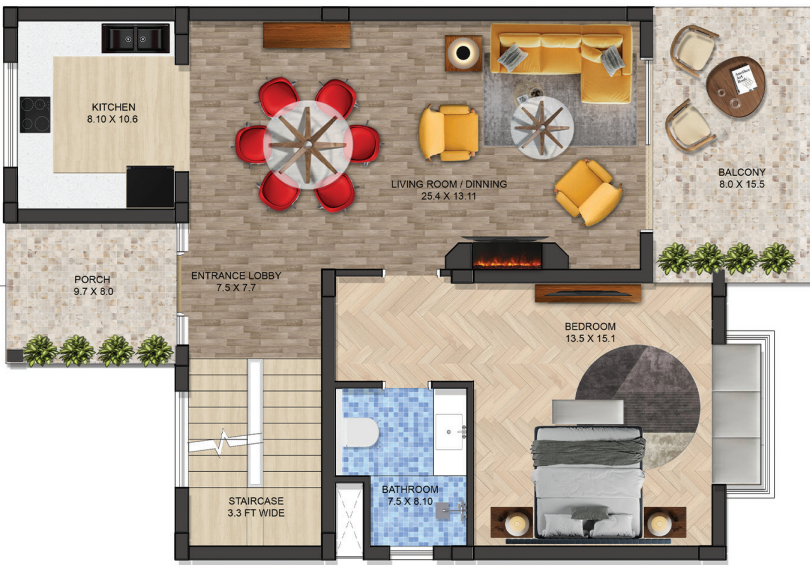 KITCHEN
8.10 X 10.6
LIVING ROOM / DINNING
25.4 X 13.11
BALCONY
8.0 X 15.5
PORCH
9.7 X 8.0
ENTRANCE LOBBY
7.5 X 7.7
BEDROOM
13.5 X 15.1
STAIRCASE
3.3 FT WIDE
BATHROOM
7.5 X 8.10